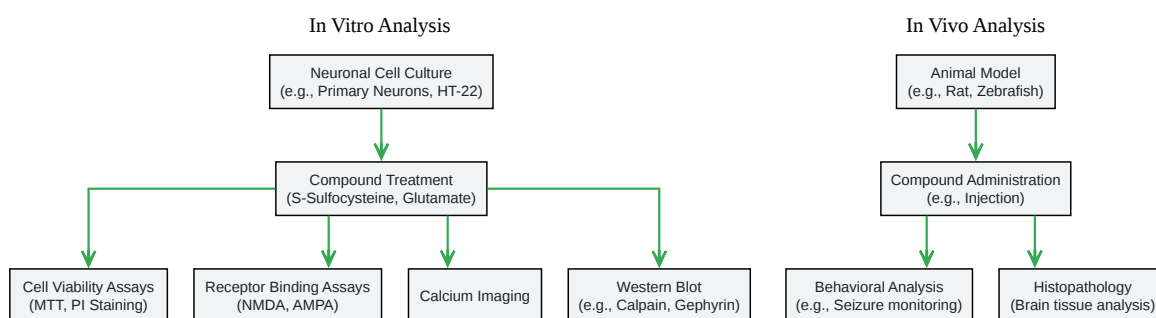 In Vitro Analysis
In Vivo Analysis
Neuronal Cell Culture
(e.g., Primary Neurons, HT-22)
Animal Model
(e.g., Rat, Zebrafish)
Compound Treatment
(S-Sulfocysteine, Glutamate)
Compound Administration
(e.g., Injection)
Cell Viability Assays
(MTT, PI Staining)
Receptor Binding Assays
(NMDA, AMPA)
Calcium Imaging
Western Blot
(e.g., Calpain, Gephyrin)
Behavioral Analysis
(e.g., Seizure monitoring)
Histopathology
(Brain tissue analysis)